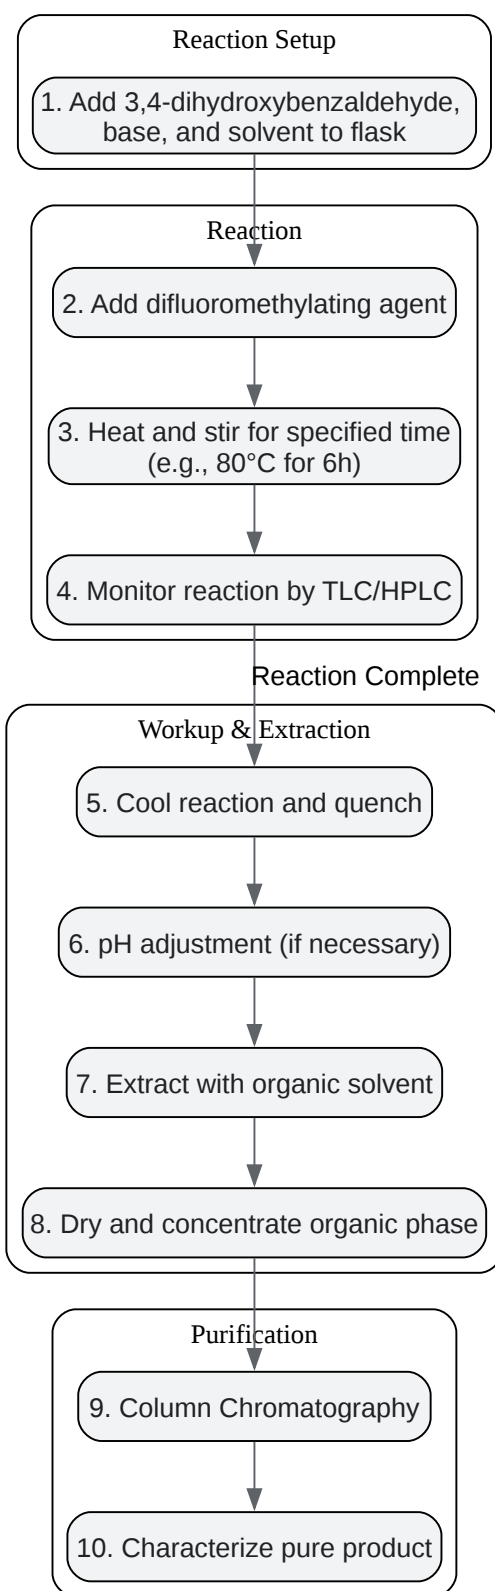 Reaction Setup
1. Add 3,4-dihydroxybenzaldehyde,
base, and solvent to flask
Reaction
2. Add difluoromethylating agent
3. Heat and stir for specified time
(e.g., 80°C for 6h)
4. Monitor reaction by TLC/HPLC
Reaction Complete
Workup & Extraction
5. Cool reaction and quench
6. pH adjustment (if necessary)
7. Extract with organic solvent
8. Dry and concentrate organic phase
Purification
9. Column Chromatography
10. Characterize pure product